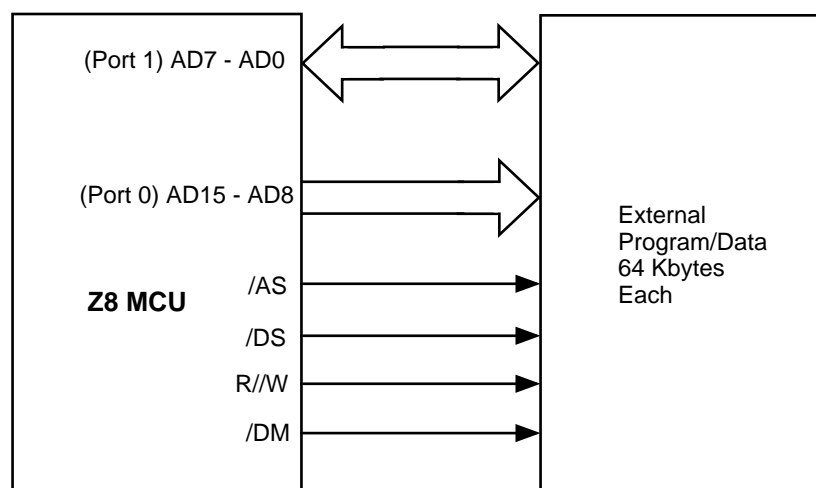 (Port 1) AD7 - AD0
(Port 0) AD15 - AD8
External
Program/Data
64 Kbytes
Each
/AS
Z8 MCU
/DS
R//W
/DM